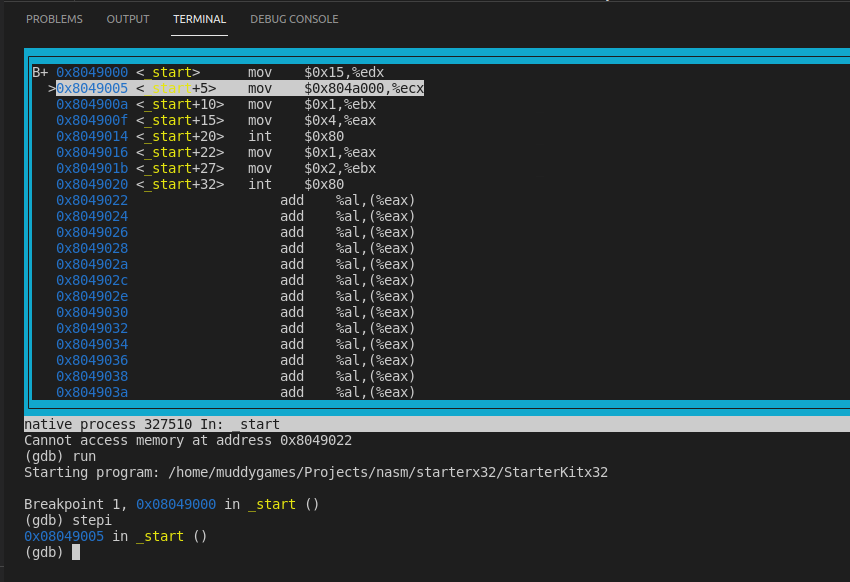 PROBLEMS OUTPUT TERMINAL DEBUG CONSOLE
B+ 0x8049000 <_start> mov $0x15,%edx
>0x8049005 <_start+5> mov $0x804a000,%ecx
0x804900a <_start+10> mov $0x1,%ebx
0x804900f <_start+15> mov $0x4,%eax
0x8049014 <_start+20> int $0x80
0x8049016 <_start+22> mov $0x1,%eax
0x804901b <_start+27> mov $0x2,%ebx
0x8049020 <_start+32> int $0x80
0x8049022 add %al,(%eax)
0x8049024 add %al,(%eax)
0x8049026 add %al,(%eax)
0x8049028 add %al,(%eax)
0x804902a add %al,(%eax)
0x804902c add %al,(%eax)
0x804902e add %al,(%eax)
0x8049030 add %al,(%eax)
0x8049032 add %al,(%eax)
0x8049034 add %al,(%eax)
0x8049036 add %al,(%eax)
0x8049038 add %al,(%eax)
0x804903a add %al,(%eax)
native process 327510 In: _start
Cannot access memory at address 0x8049022
(gdb) run
Starting program: /home/muddygames/Projects/nasm/starterx32/StarterKitx32
Breakpoint 1, 0x08049000 in _start ()
(gdb) stepi
0x08049005 in _start ()
(gdb)